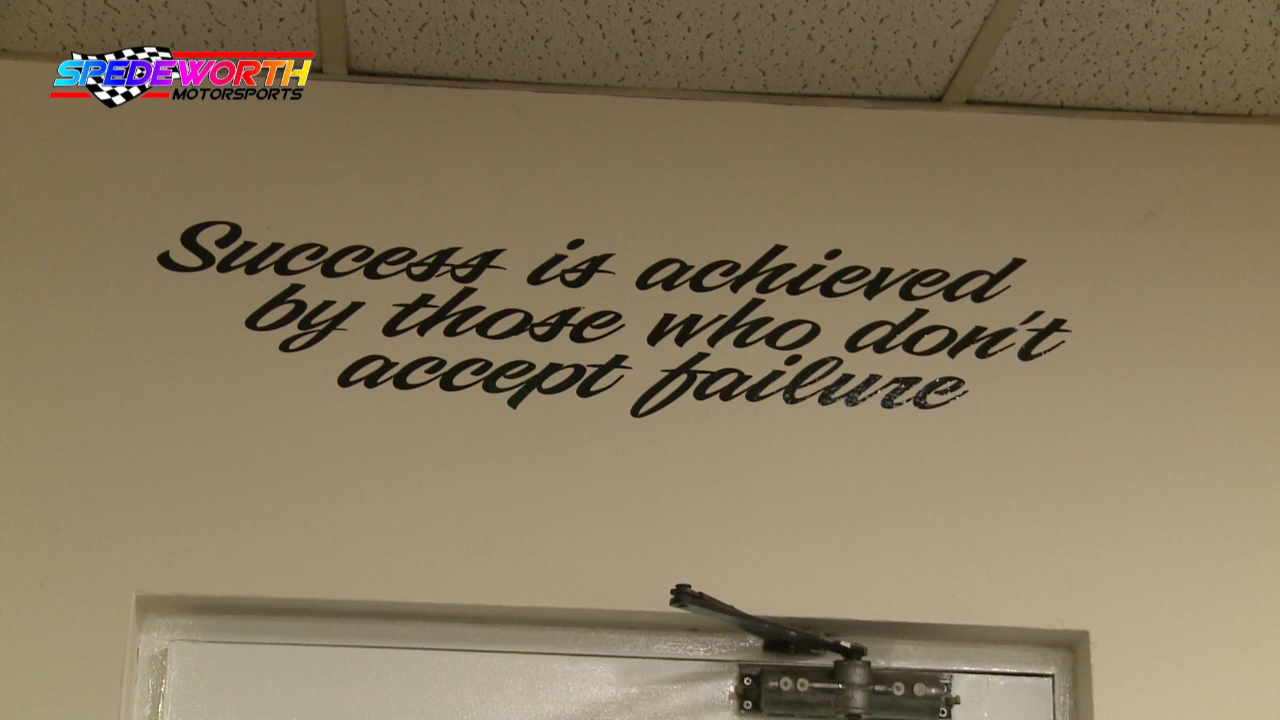 SPEDEWORTH
MOTORSPORTS
Success is achieved
by those who don't
accept failure